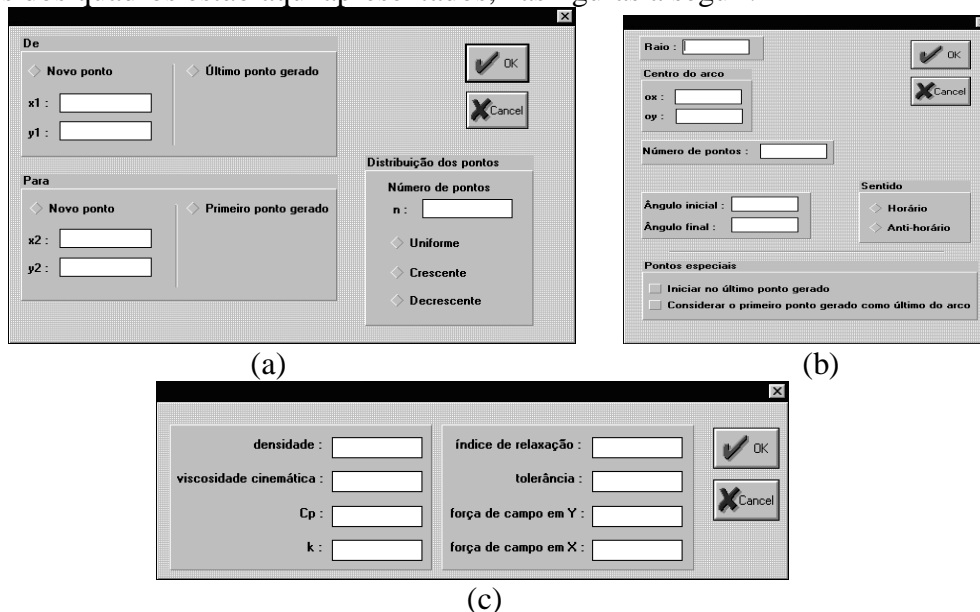 De
Novo ponto
Último ponto gerado
x1 :
y1 :
OK
Cancel
Para
Novo ponto
Primeiro ponto gerado
x2 :
y2 :
Distribuição dos pontos
Número de pontos
n :
Uniforme
Crescente
Decrescente
(a)
Raio :
OK
Cancel
Centro do arco
ox :
oy :
Número de pontos :
Ângulo inicial :
Ângulo final :
Sentido
Horário
Anti-horário
Pontos especiais
Iniciar no último ponto gerado
Considerar o primeiro ponto gerado como último do arco
(b)
densidade :
viscosidade cinemática :
Cp :
k :
índice de relaxação :
tolerância :
força de campo em Y :
força de campo em X :
OK
Cancel
(c)